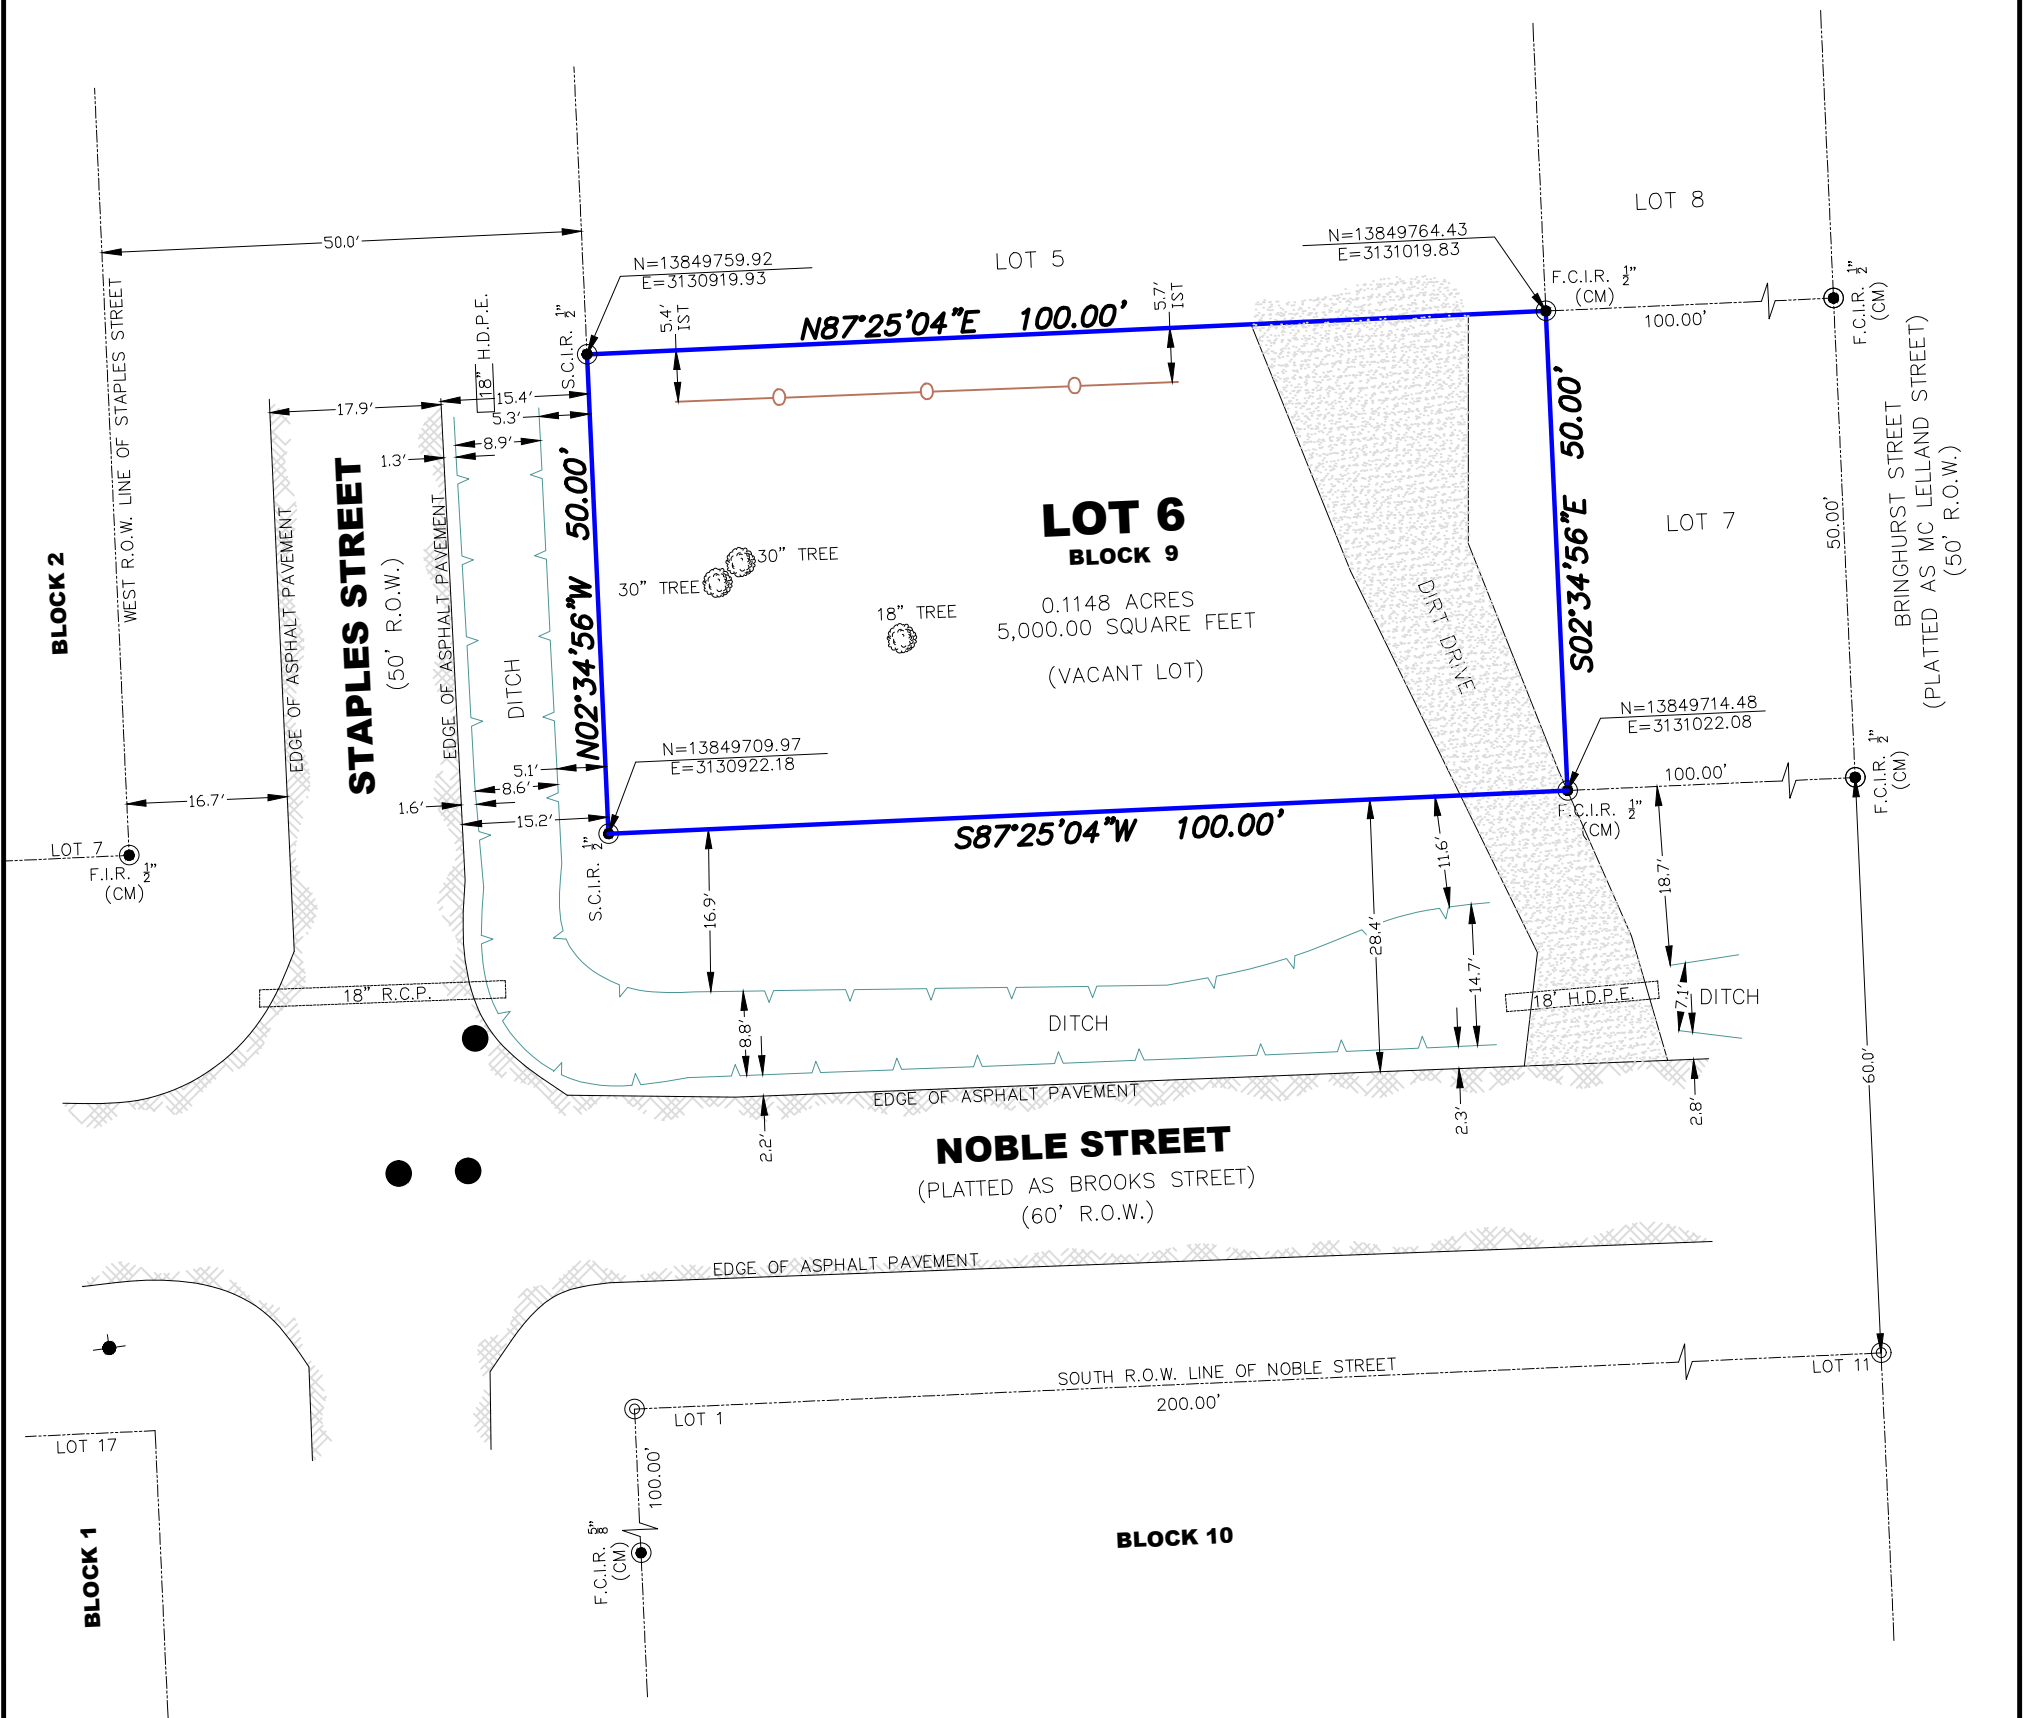 LOT 8
N=13849764.43
E=3131019.83
50.0'
N=13849759.92
E=3130919.93
LOT 5
F.C.I.R. ½"
(CM)
F.C.I.R. ½"
(CM)
100.00'
5.4'
IST
5.7'
IST
N87°25'04"E 100.00'
18" H.D.P.E.
S.C.I.R. ½"
WEST R.O.W. LINE OF STAPLES STREET
17.9'
15.4'
5.3'
8.9'
1.3'
BLOCK 2
EDGE OF ASPHALT PAVEMENT
STAPLES STREET
(50' R.O.W.)
EDGE OF ASPHALT PAVEMENT
DITCH
N02°34'56"W 50.00'
30" TREE
30" TREE
18" TREE
LOT 6
BLOCK 9
0.1148 ACRES
5,000.00 SQUARE FEET
(VACANT LOT)
DIRT DRIVE
S02°34'56"E 50.00'
LOT 7
50.00'
BRINGHURST STREET
(PLATTED AS MC LELLAND STREET)
(50' R.O.W.)
N=13849714.48
E=3131022.08
N=13849709.97
E=3130922.18
5.1'
8.6'
1.6'
15.2'
16.7'
100.00'
F.C.I.R. ½"
(CM)
F.C.I.R. ½"
(CM)
S87°25'04"W 100.00'
LOT 7
F.I.R. ½"
(CM)
S.C.I.R. ½"
16.9'
11.6'
28.4'
18.7'
14.7'
18" R.C.P.
18' H.D.P.E.
7.1'
DITCH
DITCH
8.8'
60.0'
EDGE OF ASPHALT PAVEMENT
2.2'
2.3'
2.8'
NOBLE STREET
(PLATTED AS BROOKS STREET)
(60' R.O.W.)
EDGE OF ASPHALT PAVEMENT
SOUTH R.O.W. LINE OF NOBLE STREET
200.00'
LOT 11
LOT 1
LOT 17
100.00'
F.C.I.R. ⅝"
(CM)
BLOCK 1
BLOCK 10